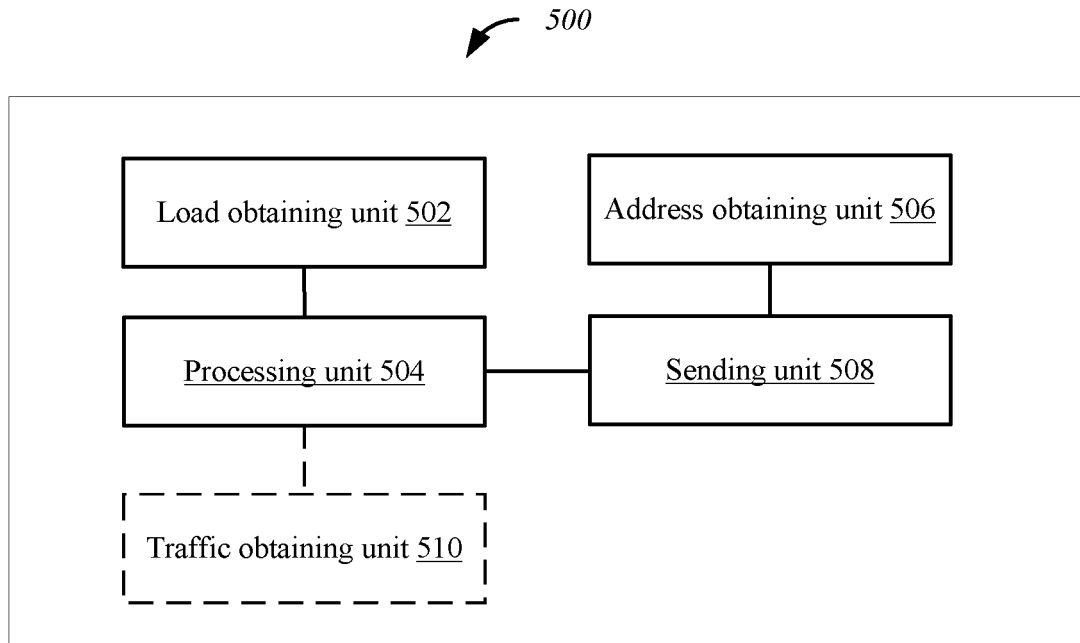 500
Load obtaining unit 502
Address obtaining unit 506
Processing unit 504
Sending unit 508
Traffic obtaining unit 510